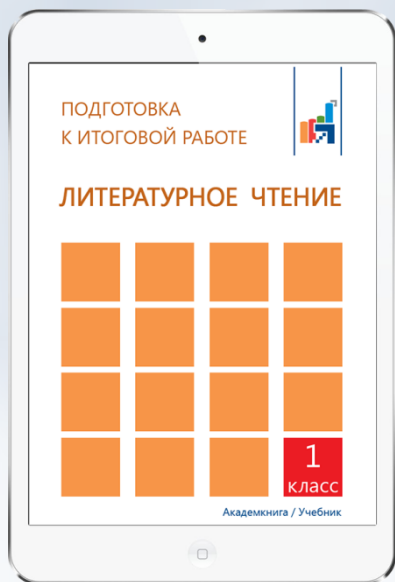 ПОДГОТОВКА
К ИТОГОВОЙ РАБОТЕ
ЛИТЕРАТУРНОЕ ЧТЕНИЕ
1
класс
Академкнига / Учебник